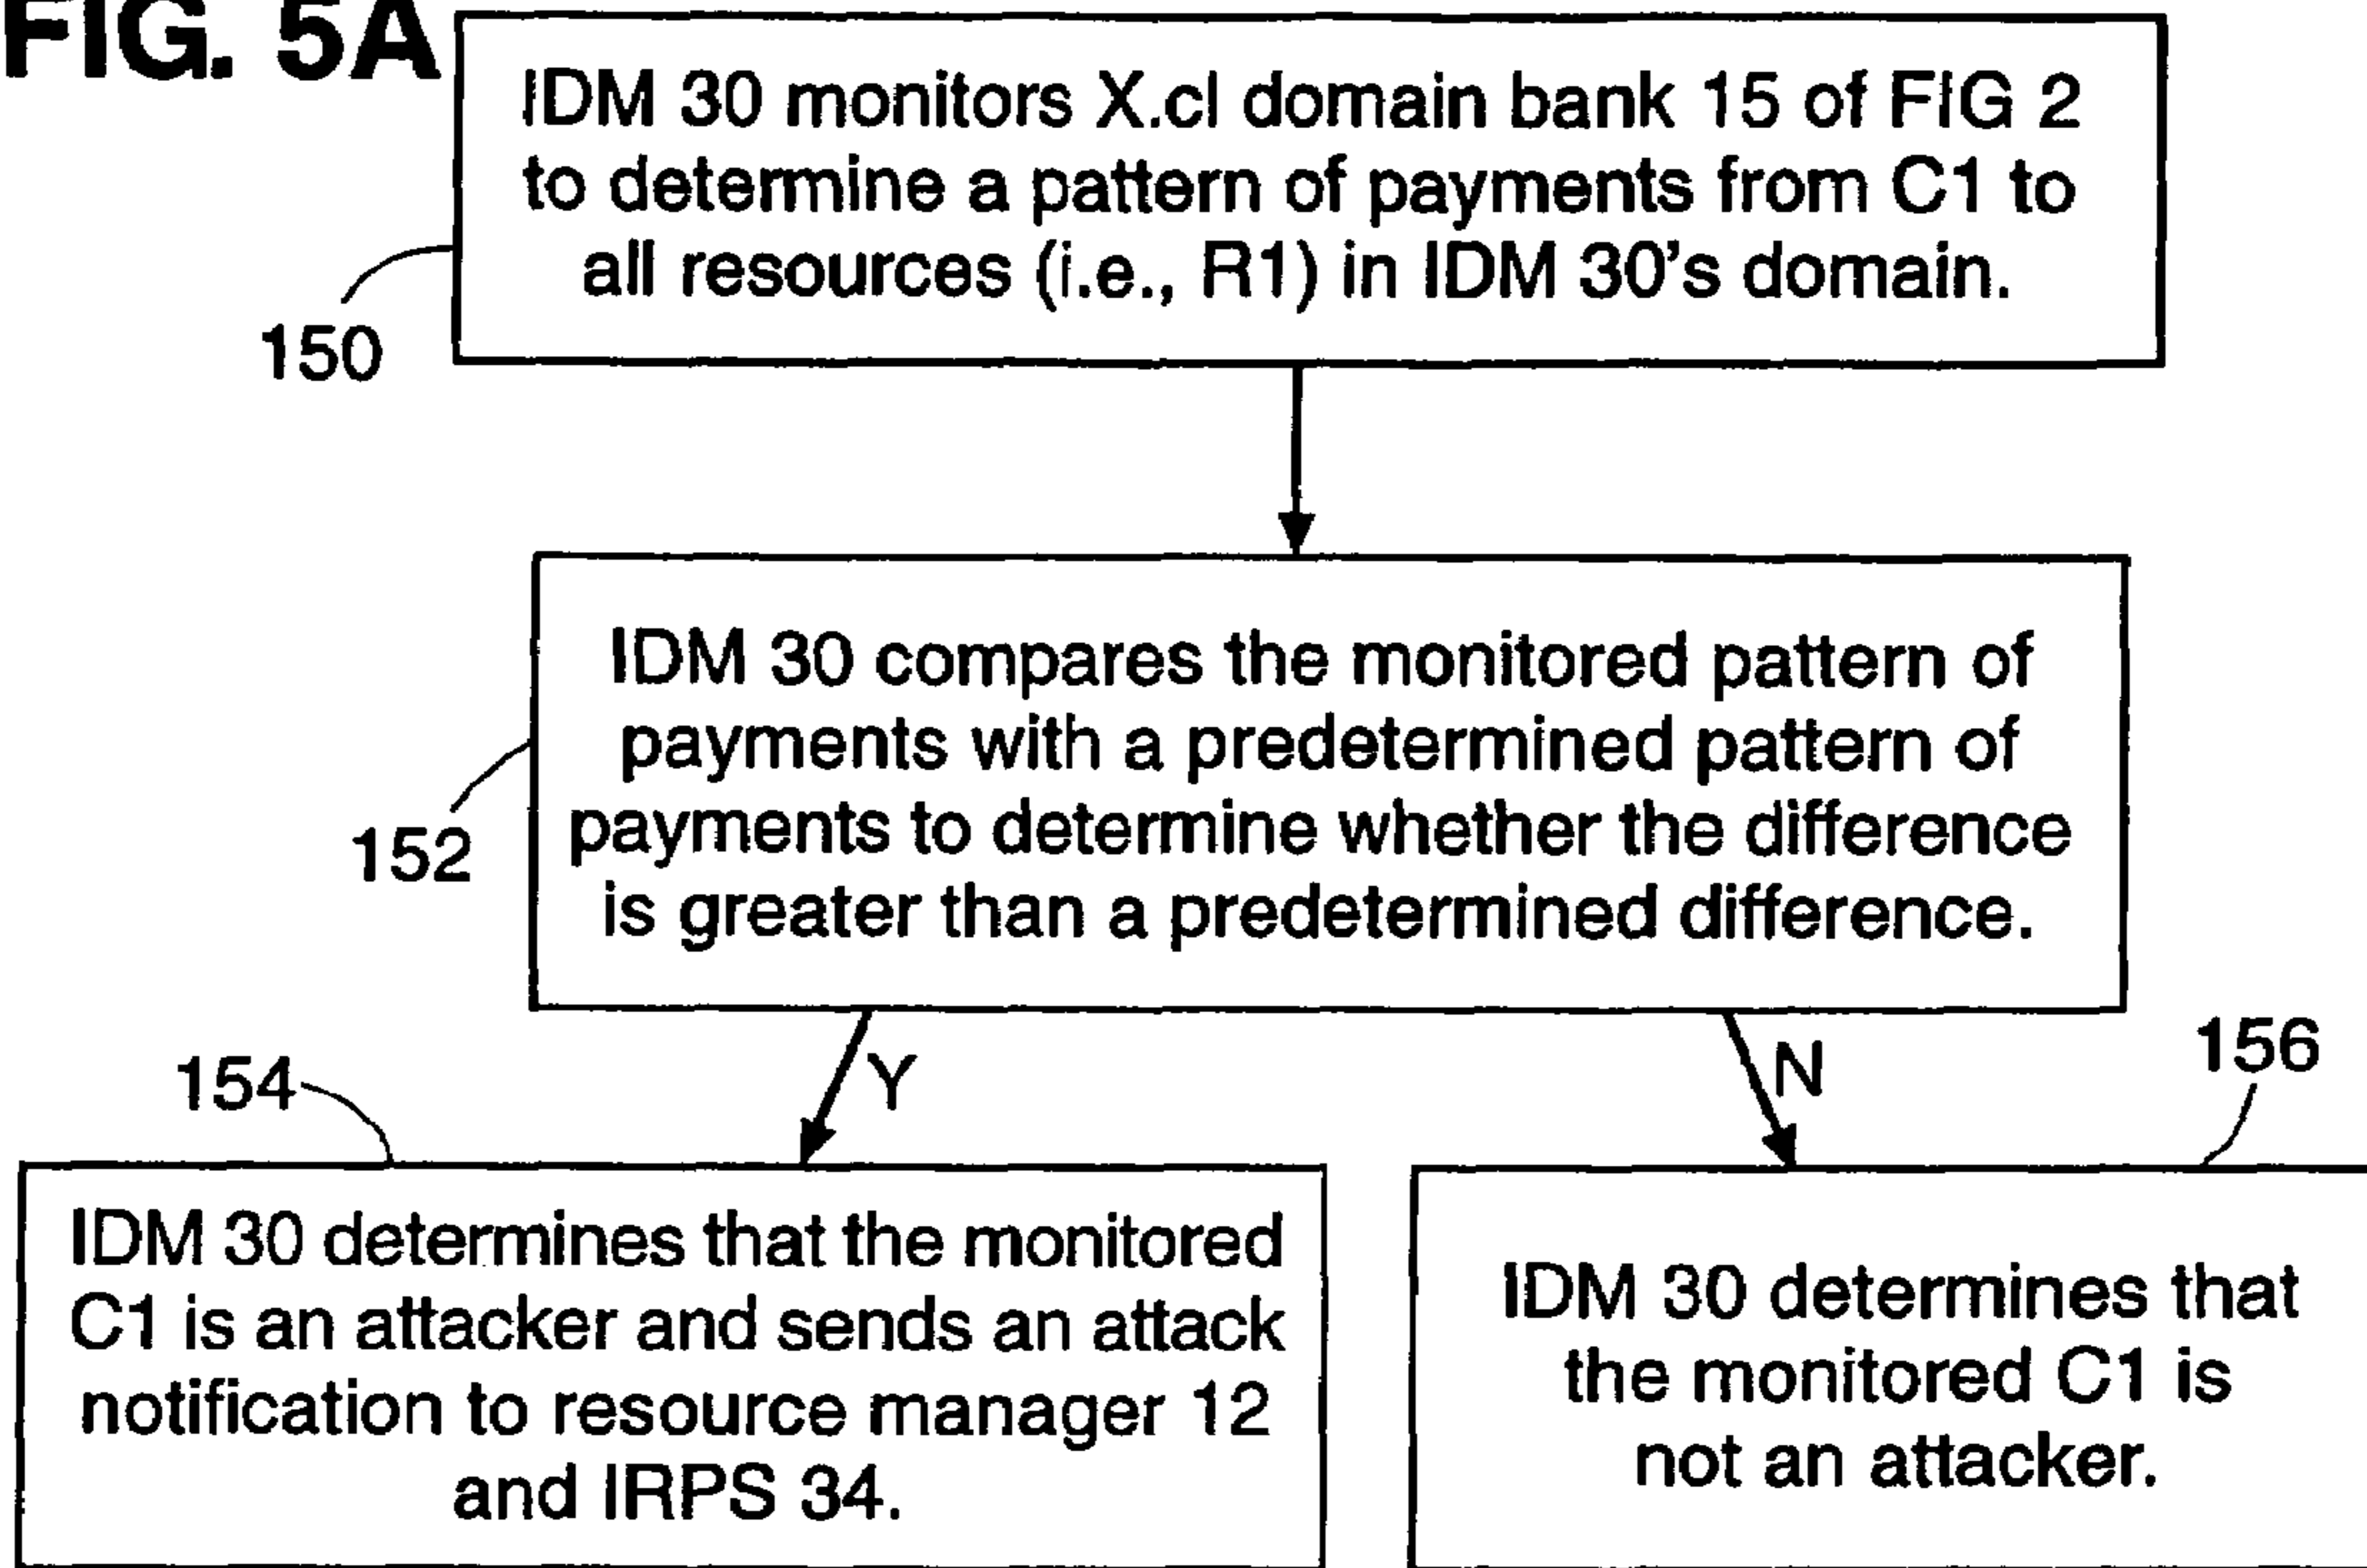 FIG. 5A
IDM 30 monitors X.cl domain bank 15 of FIG 2
to determine a pattern of payments from C1 to
all resources (i.e., R1) in IDM 30's domain.
150
IDM 30 compares the monitored pattern of
payments with a predetermined pattern of
payments to determine whether the difference
is greater than a predetermined difference.
152
Y
N
154
156
IDM 30 determines that the monitored
C1 is an attacker and sends an attack
notification to resource manager 12
and IRPS 34.
IDM 30 determines that
the monitored C1 is
not an attacker.